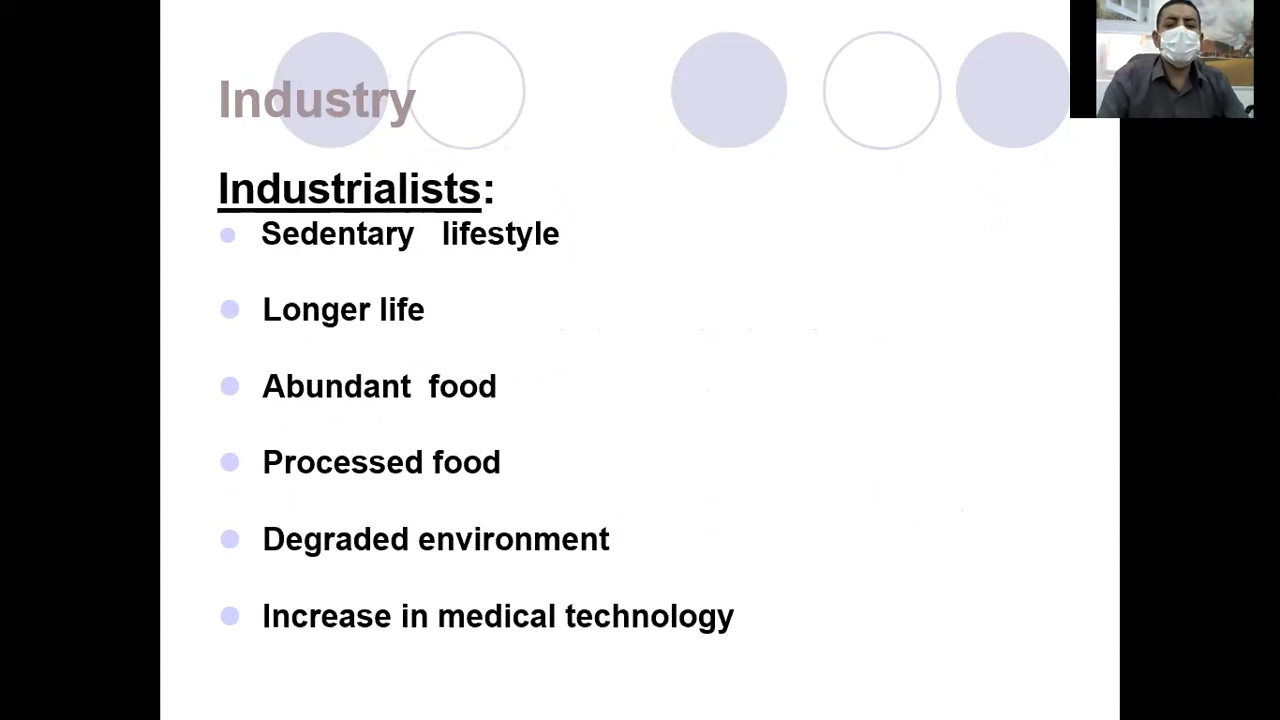 Industry
Industrialists:
Sedentary lifestyle
Longer life
Abundant food
Processed food
Degraded environment
Increase in medical technology